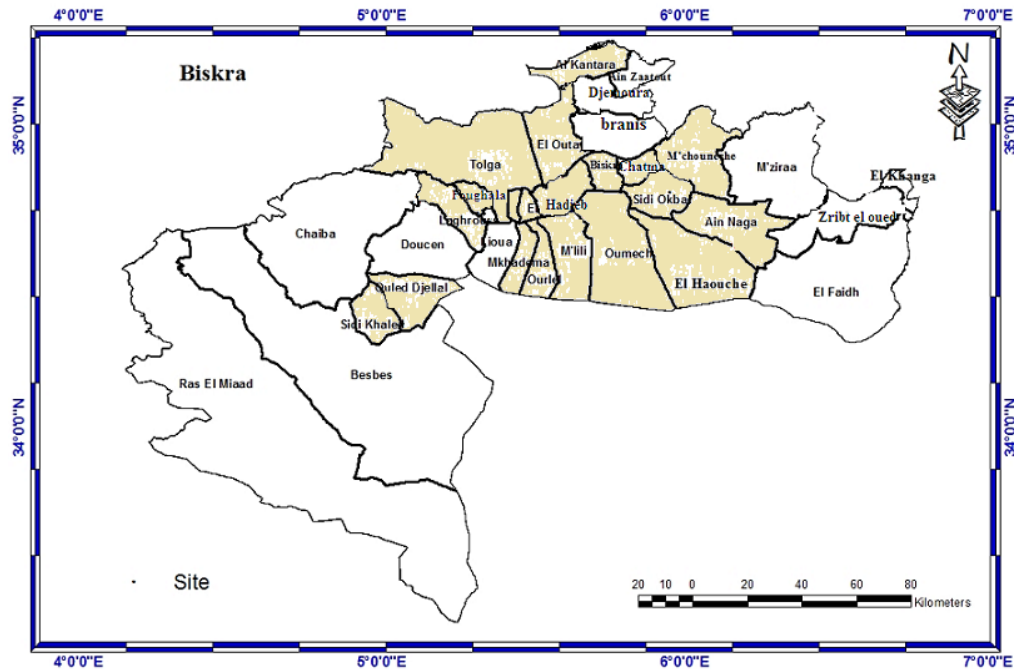 4°0'0"E 5°0'0"E 6°0'0"E 7°0'0"E
Biskra
N
Al Kantara
Ain Zaatout
Djemoura
35°0'0"N 35°0'0"N
branis
El Outa
M'chouneche
Tolga
Biskra
Chatma
M'ziraa
El Khanga
Foughala
El
Hadjeb
Sidi Okba
Zribt el oued
Ain Naga
Chaiba
Doucen
Lioua
M'lili
Oumech
Mkhadema
Ourlel
El Haouche
El Faidh
Ouled Djellal
Sidi Khaled
Besbes
Ras El Miaad
34°0'0"N 34°0'0"N
Site
20 10 0 20 40 60 80
Kilometers
4°0'0"E 5°0'0"E 6°0'0"E 7°0'0"E